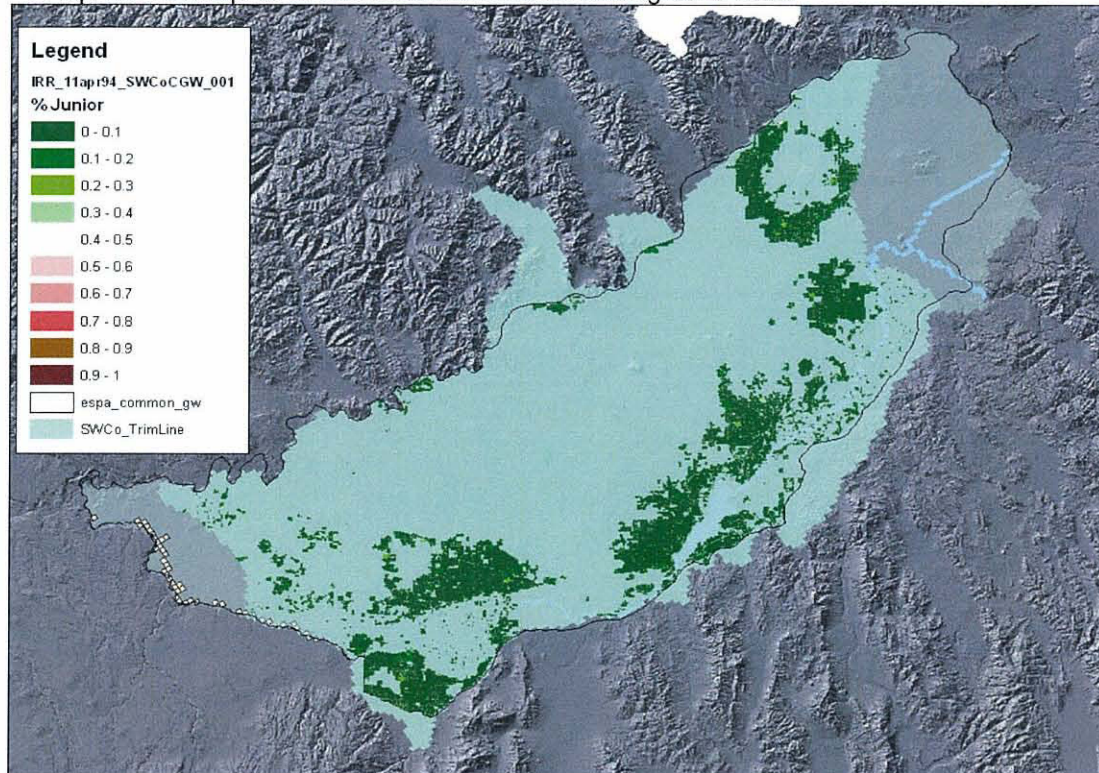 Legend
IRR_11apr94_SWCoCGW_001
% Junior
0 - 0.1
0.1 - 0.2
0.2 - 0.3
0.3 - 0.4
0.4 - 0.5
0.5 - 0.6
0.6 - 0.7
0.7 - 0.8
0.8 - 0.9
0.9 - 1
espa_common_gw
SWCo_TrimLine